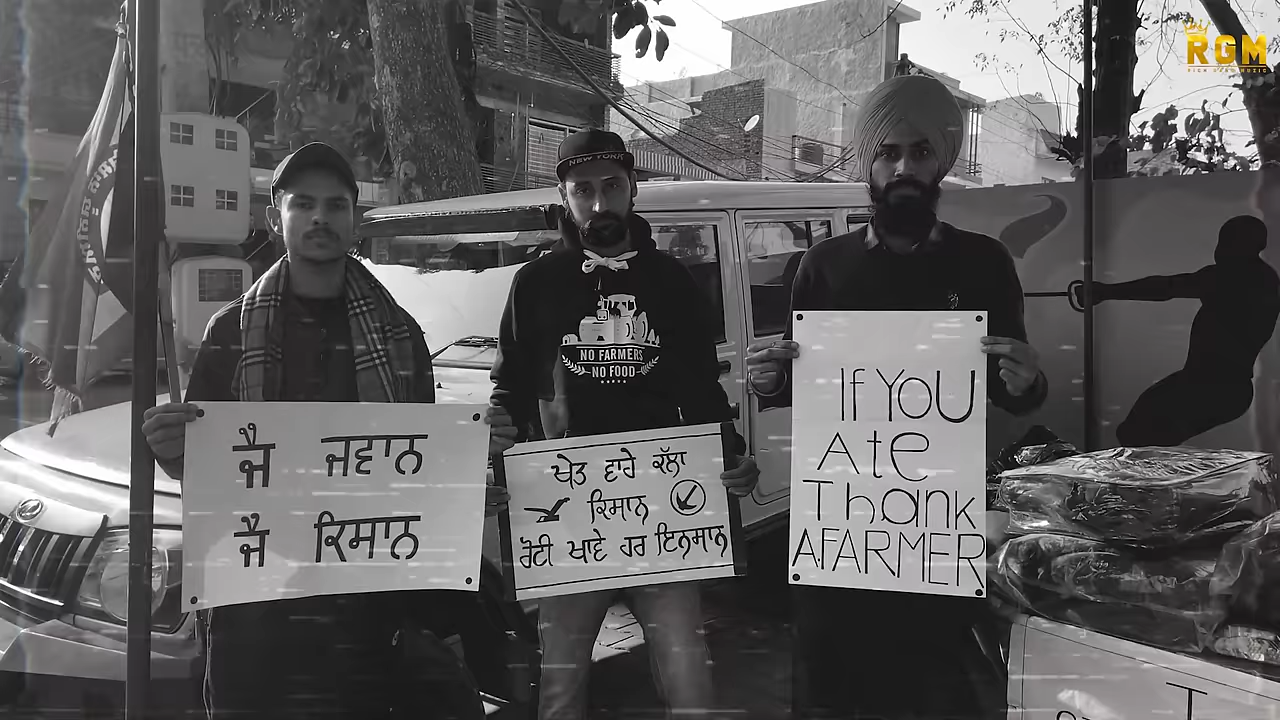 RGM
NEW YORK
NO FARMERS
NO FOOD
ਜੈ ਜਵਾਨ
ਜੈ ਕਿਸਾਨ
ਖੇਤ ਵਾਹੇ ਕੱਲਾ
ਕਿਸਾਨ
ਰੋਟੀ ਖਾਵੇ ਹਰ ਇਨਸਾਨ
IF YOU
Ate
Thank
A FARMER